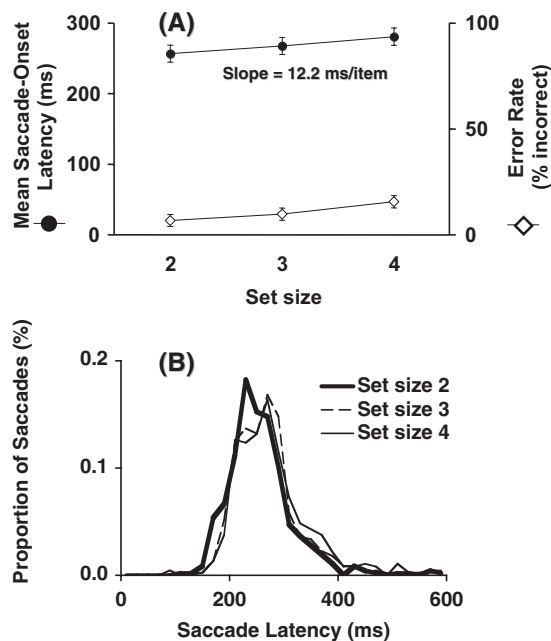 (A)
300
200
100
0
Mean Saccade-Onset
Latency (ms)
Slope = 12.2 ms/item
100
50
0
Error Rate
(% incorrect)
2 3 4
Set size
(B)
Proportion of Saccades (%)
0.2
0.1
0.0
Set size 2
Set size 3
Set size 4
0 200 400 600
Saccade Latency (ms)